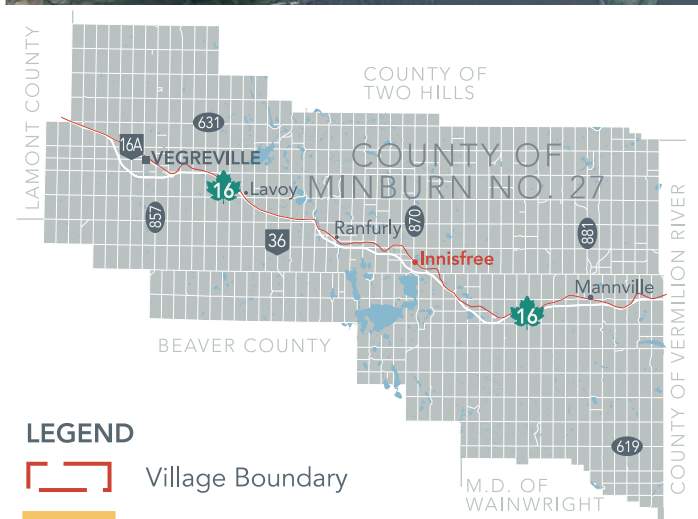 LAMONT COUNTY
COUNTY OF
TWO HILLS
631
16A
VEGREVILLE
COUNTY OF
MINBURN NO. 27
16
Lavoy
857
36
Ranfurly
870
Innisfree
881
Mannville
16
COUNTY OF VERMILION RIVER
BEAVER COUNTY
619
M.D. OF
WAINWRIGHT
LEGEND
Village Boundary